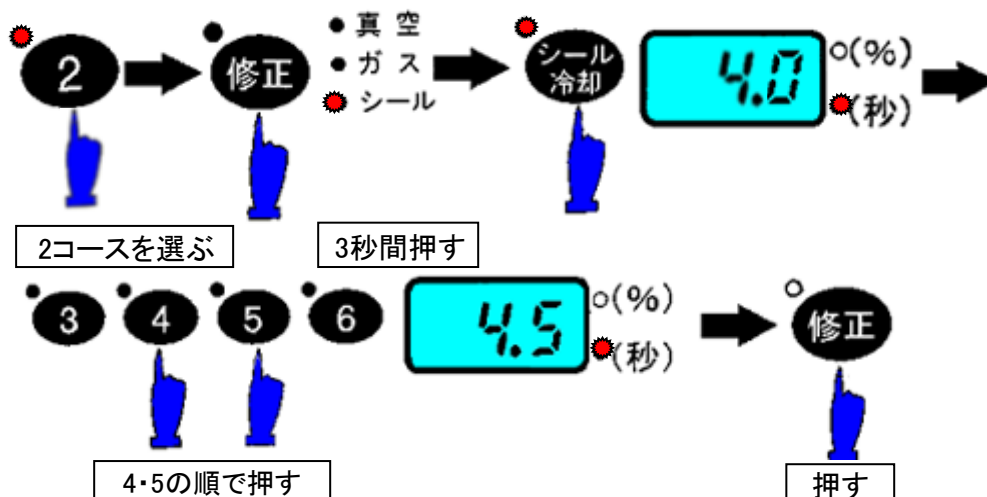 2
修正
真空
ガス
シール
シール
冷却
4.0
(%)
(秒)
2コースを選ぶ
3秒間押す
3
4
5
6
4.5
(%)
(秒)
修正
4・5の順で押す
押す